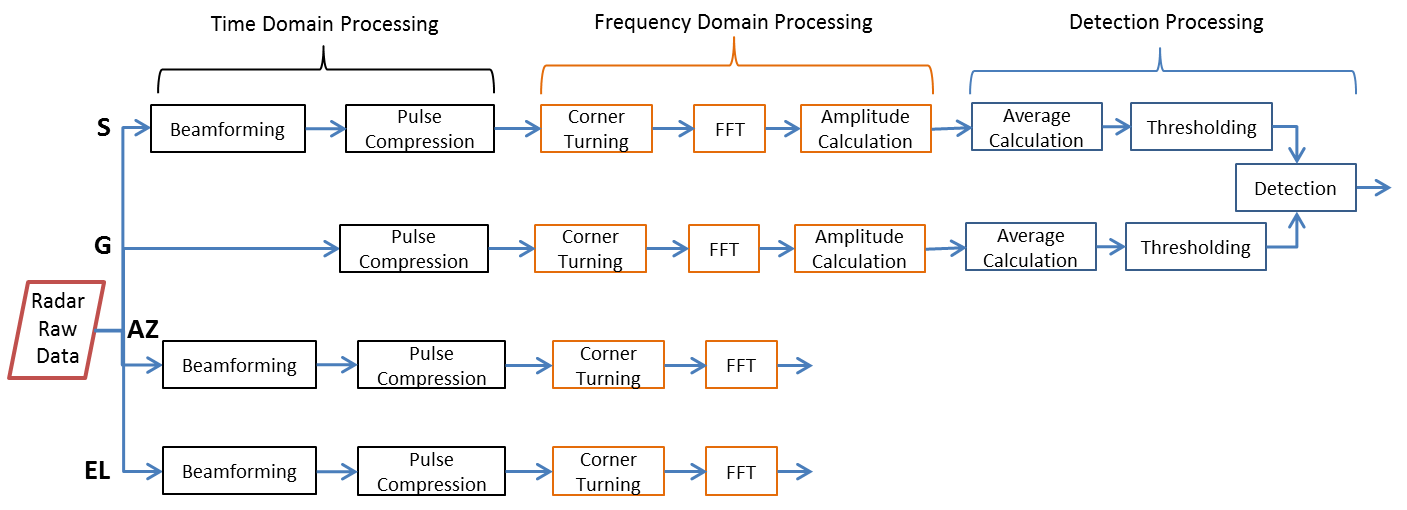 Time Domain Processing
Frequency Domain Processing
Detection Processing
S
Beamforming
Pulse
Compression
Corner
Turning
FFT
Amplitude
Calculation
Average
Calculation
Thresholding
Detection
G
Pulse
Compression
Corner
Turning
FFT
Amplitude
Calculation
Average
Calculation
Thresholding
Radar
Raw
Data
AZ
Beamforming
Pulse
Compression
Corner
Turning
FFT
EL
Beamforming
Pulse
Compression
Corner
Turning
FFT